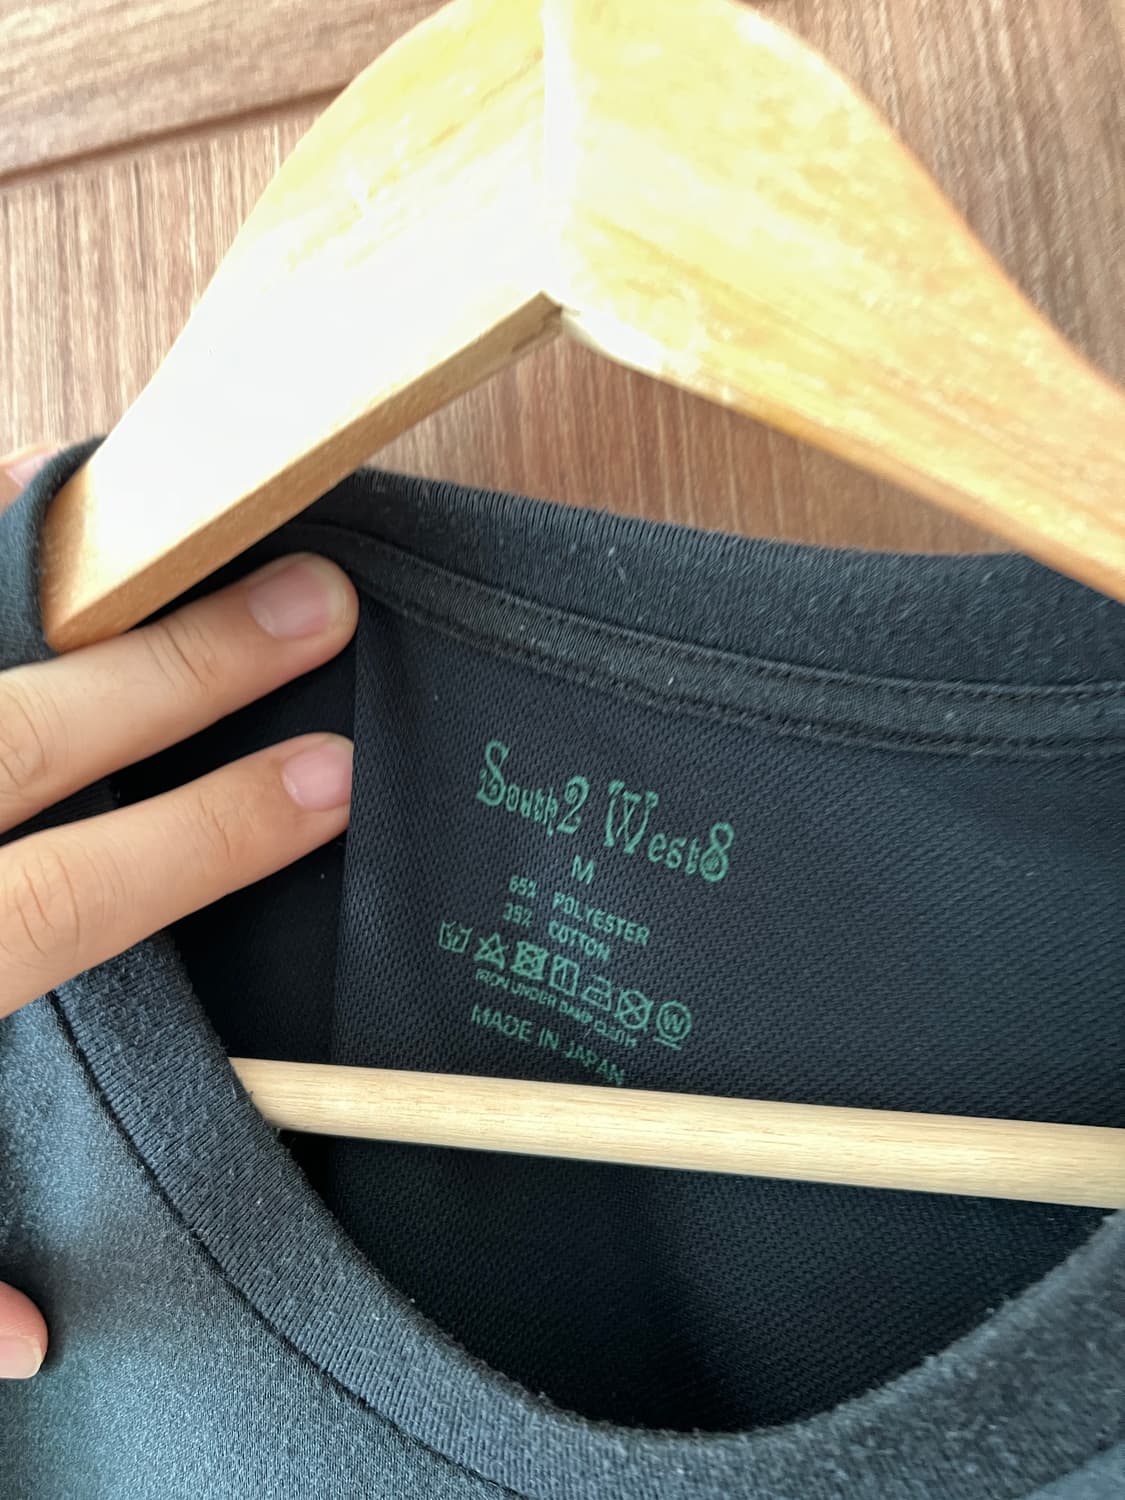 South2 West8
M
65% POLYESTER
35% COTTON
W
IRON UNDER DAMP CLOTH
MADE IN JAPAN